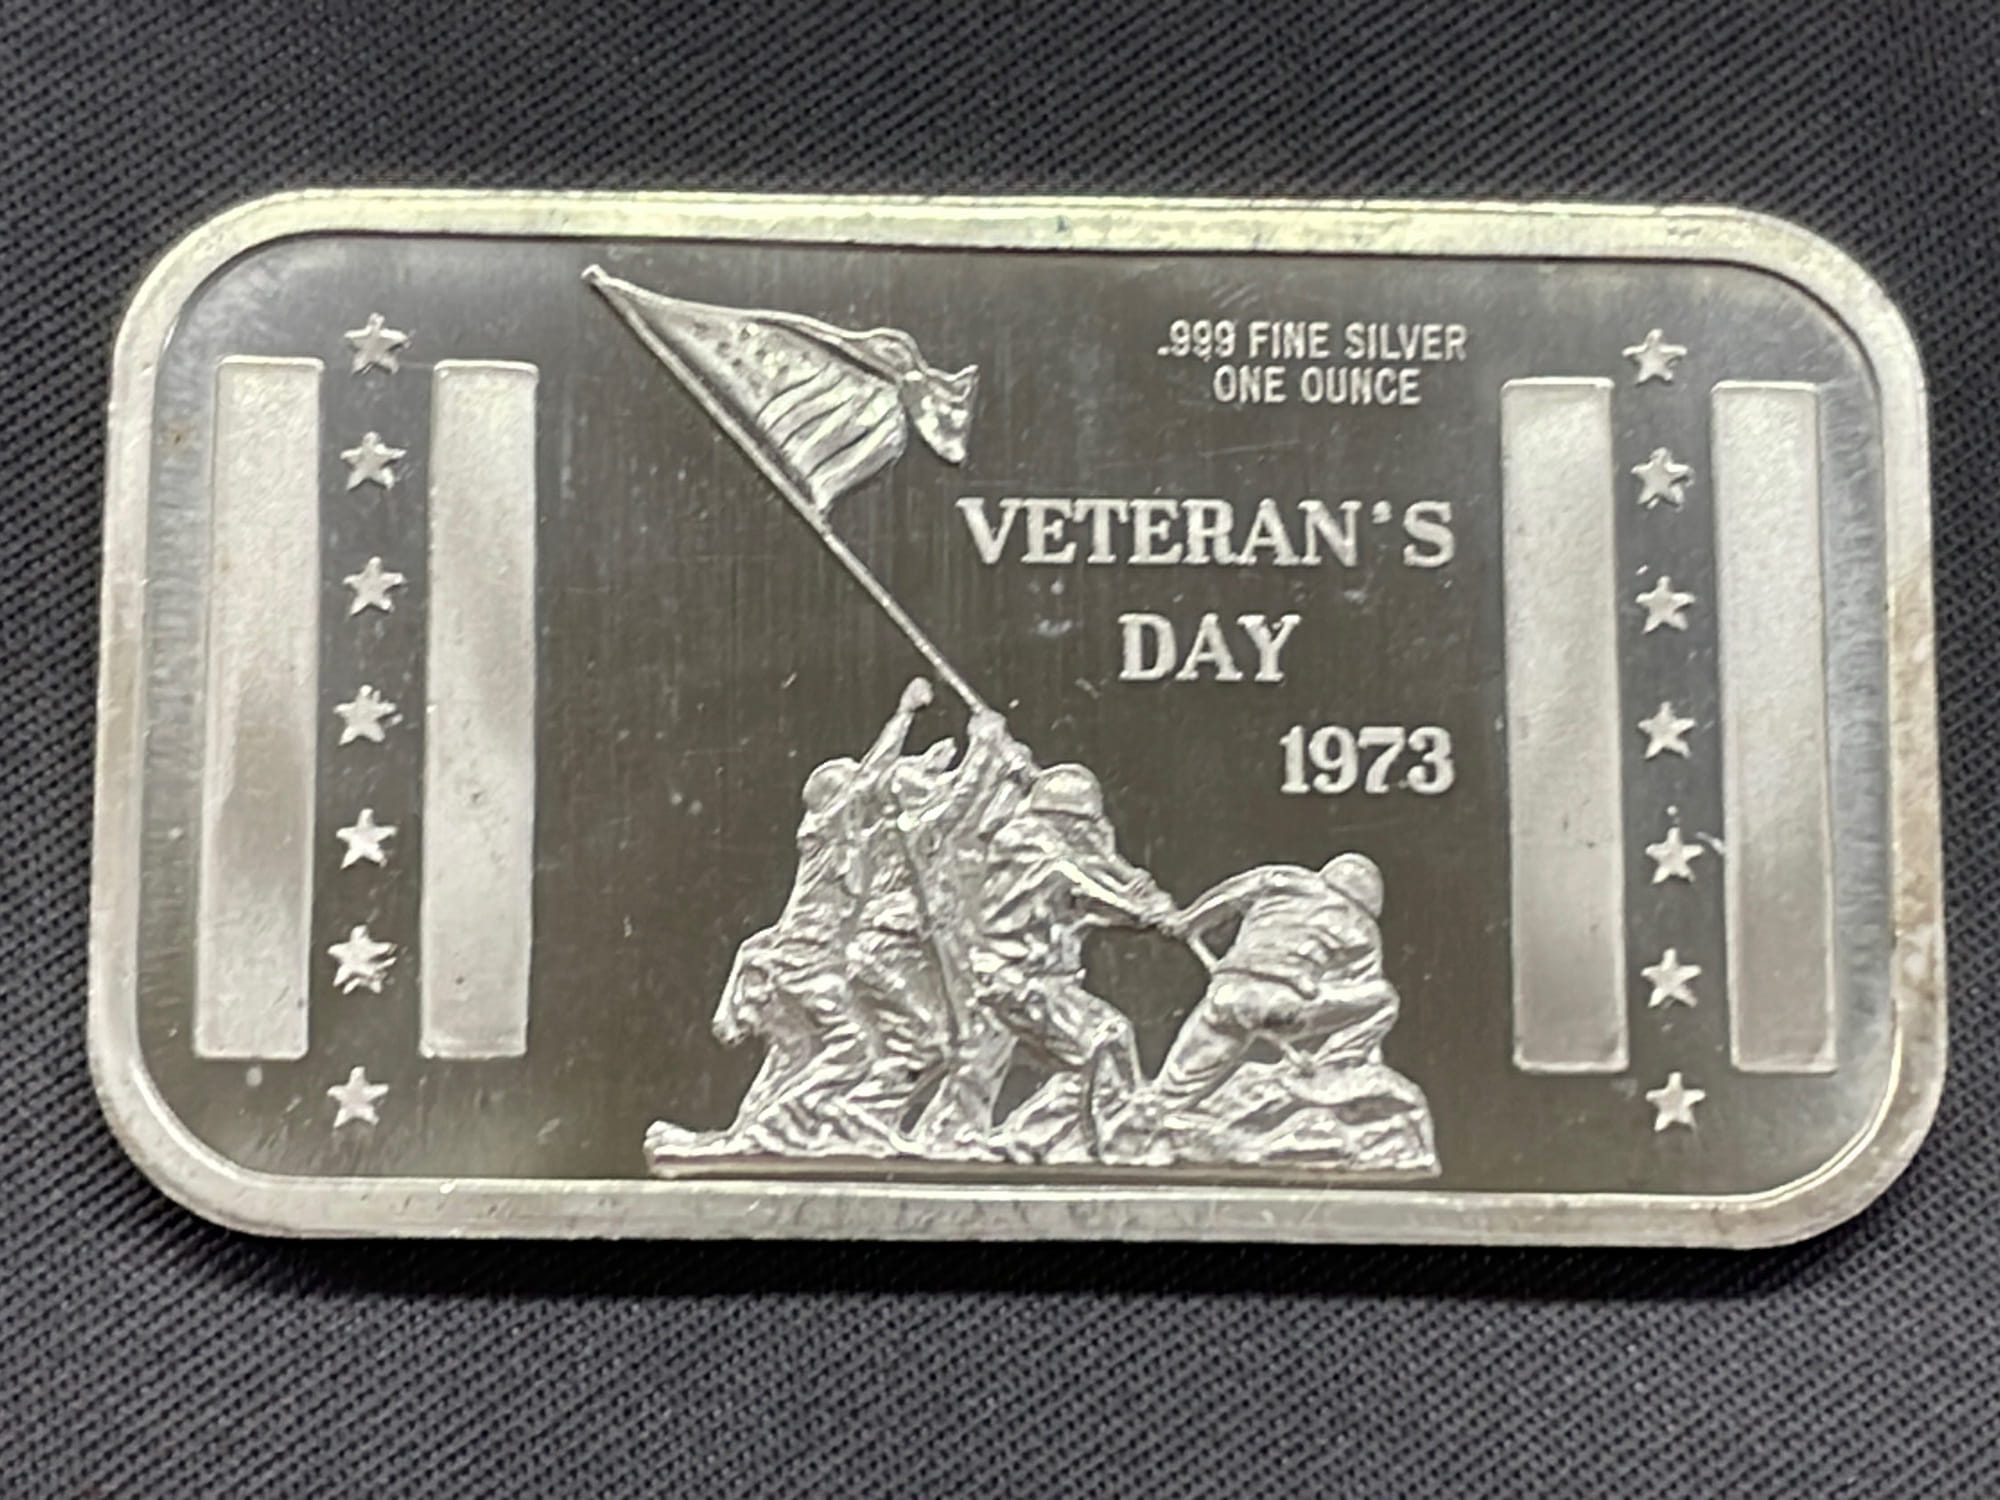 .999 FINE SILVER
ONE OUNCE
VETERAN'S
DAY
1973